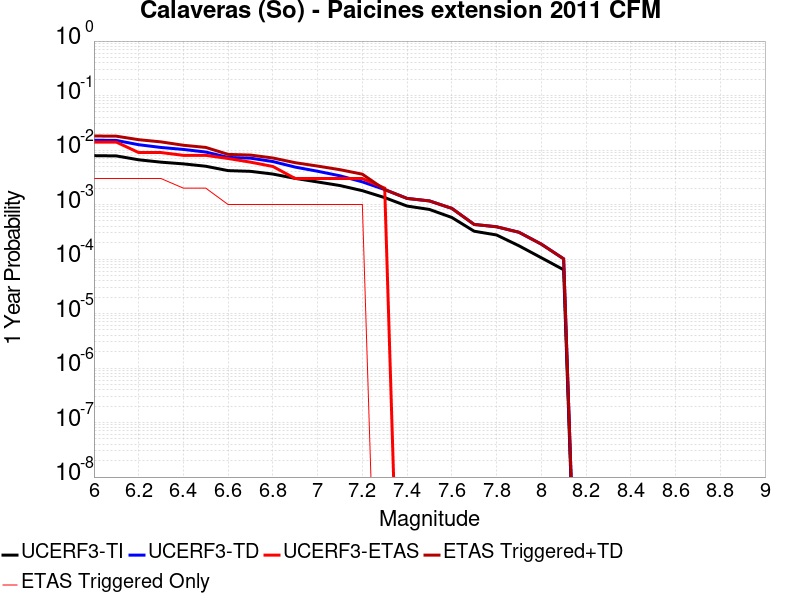 Calaveras (So) - Paicines extension 2011 CFM
10^0
10^-1
10^-2
10^-3
10^-4
10^-5
10^-6
10^-7
10^-8
1 Year Probability
6 6.2 6.4 6.6 6.8 7 7.2 7.4 7.6 7.8 8 8.2 8.4 8.6 8.8 9
Magnitude
UCERF3-TI UCERF3-TD UCERF3-ETAS ETAS Triggered+TD
ETAS Triggered Only